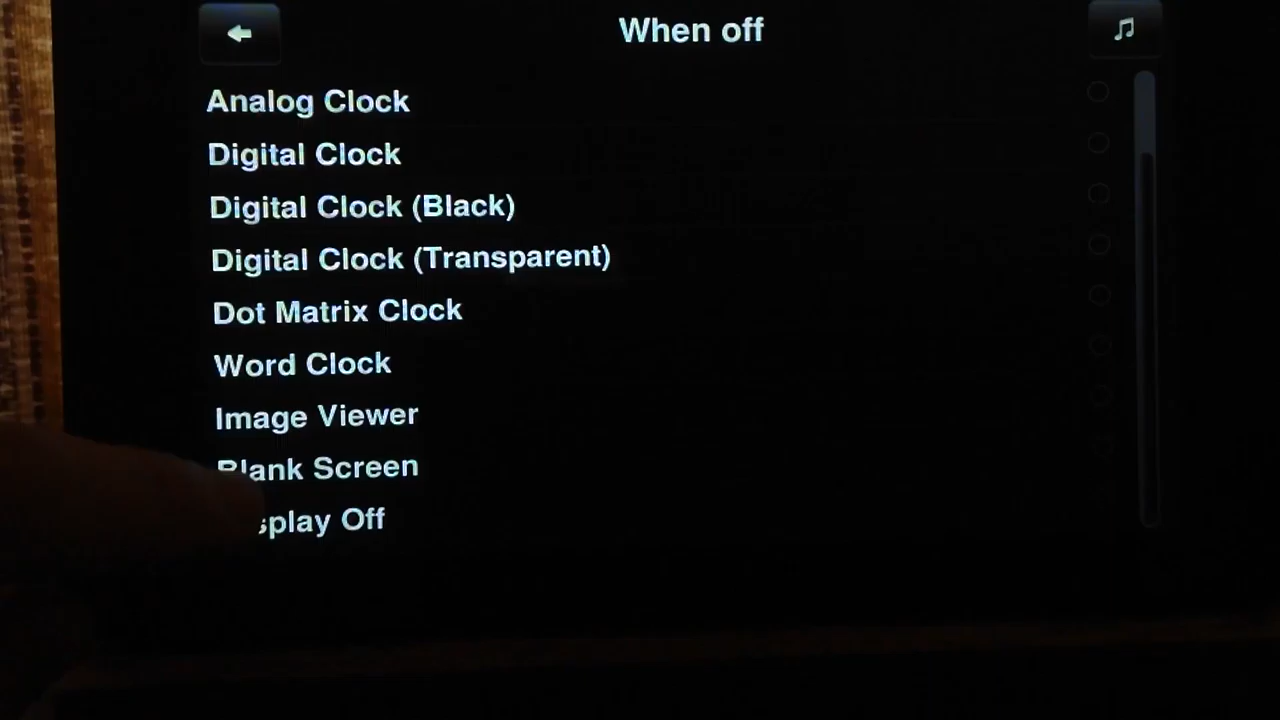 When off
Analog Clock
Digital Clock
Digital Clock (Black)
Digital Clock (Transparent)
Dot Matrix Clock
Word Clock
Image Viewer
Blank Screen
splay Off